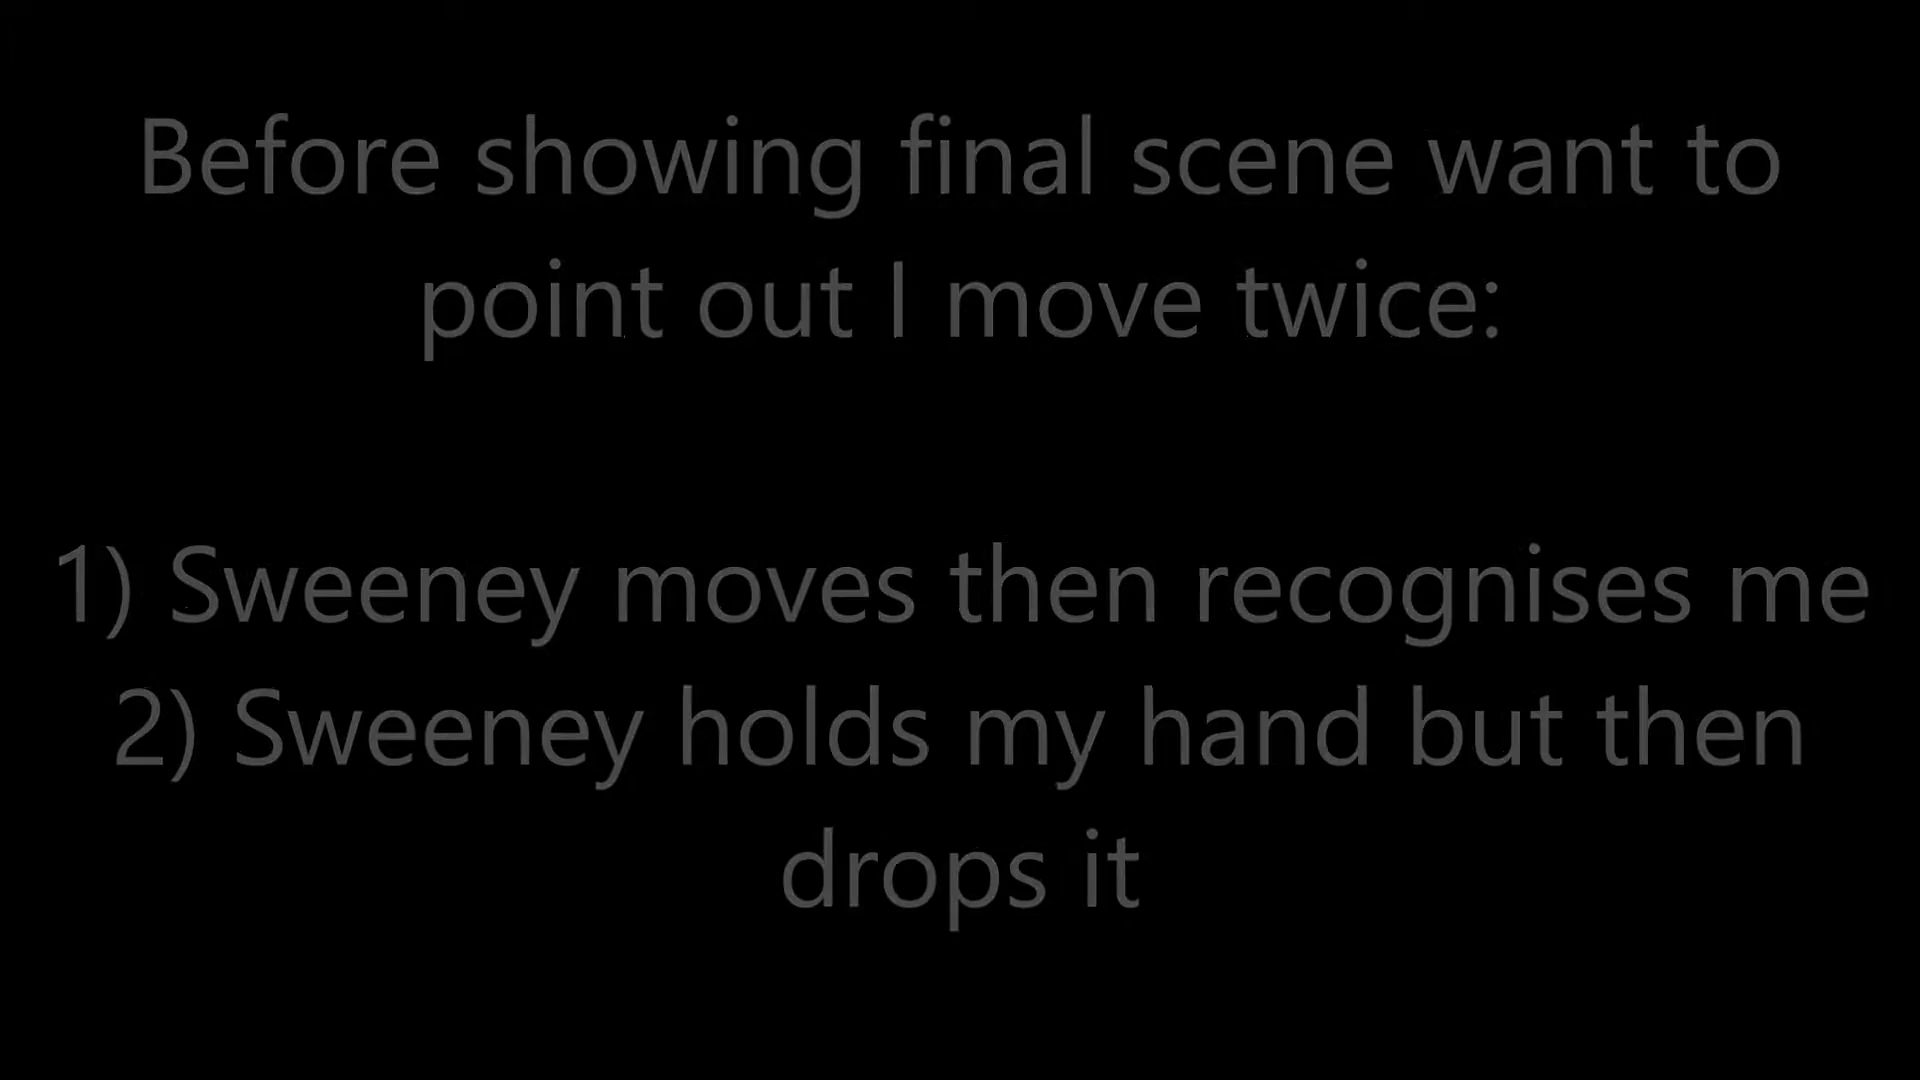 Before showing final scene want to
point out I move twice:
1) Sweeney moves then recognises me
2) Sweeney holds my hand but then
drops it